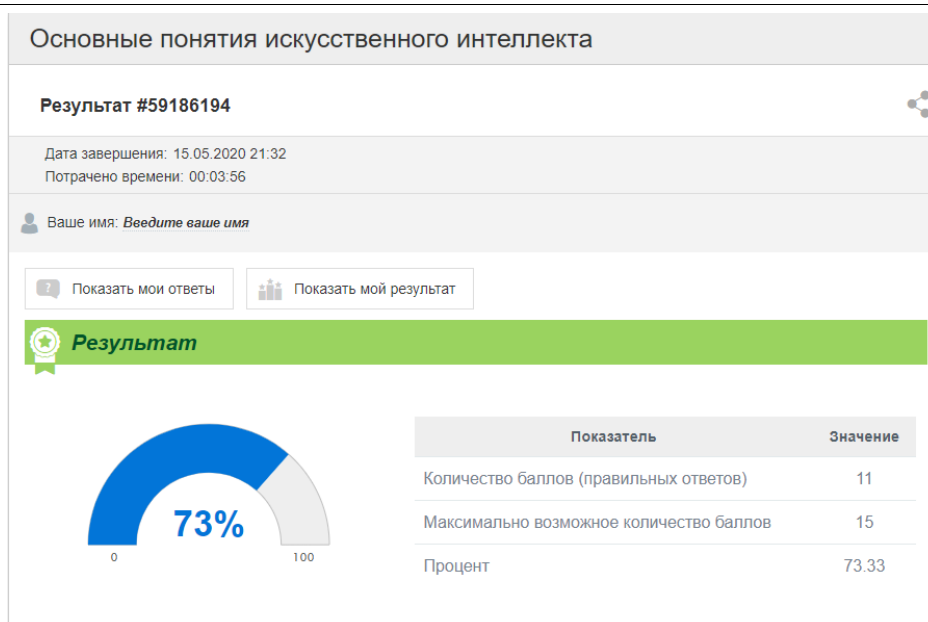 Основные понятия искусственного интеллекта
Результат #59186194
Дата завершения: 15.05.2020 21:32
Потрачено времени: 00:03:56
Ваше имя: Введите ваше имя
? Показать мои ответы Показать мой результат
Результат
Показатель Значение
Количество баллов (правильных ответов) 11
Максимально возможное количество баллов 15
Процент 73.33
73%
0 100